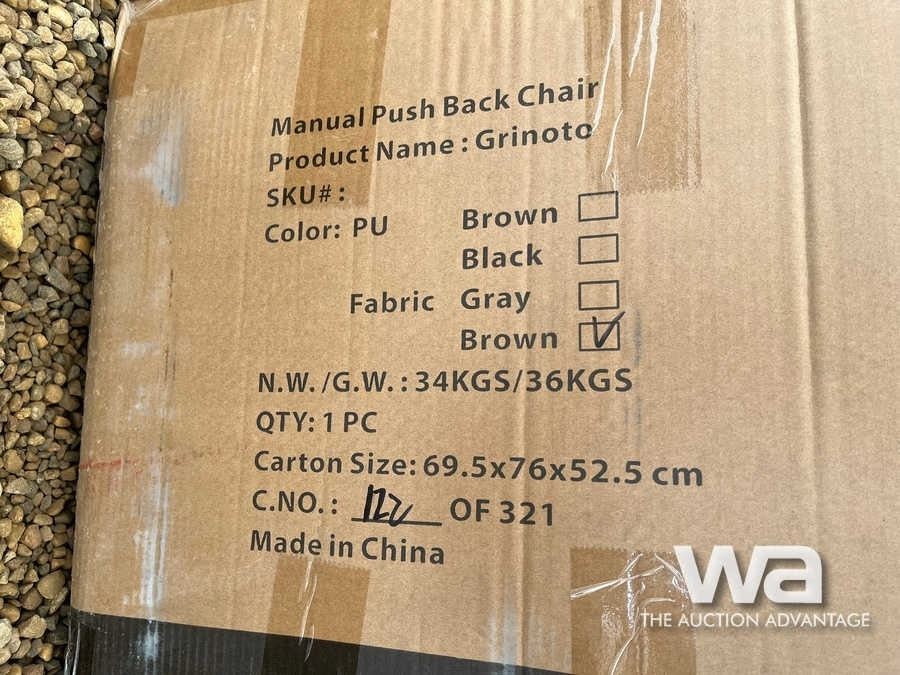 Manual Push Back Chair
Product Name : Grinoto
SKU# :
Color: PU Brown
Black
Fabric Gray
Brown
N.W. /G.W. : 34KGS/36KGS
QTY: 1 PC
Carton Size: 69.5x76x52.5 cm
C.NO. : 122 OF 321
Made in China
wa
THE AUCTION ADVANTAGE